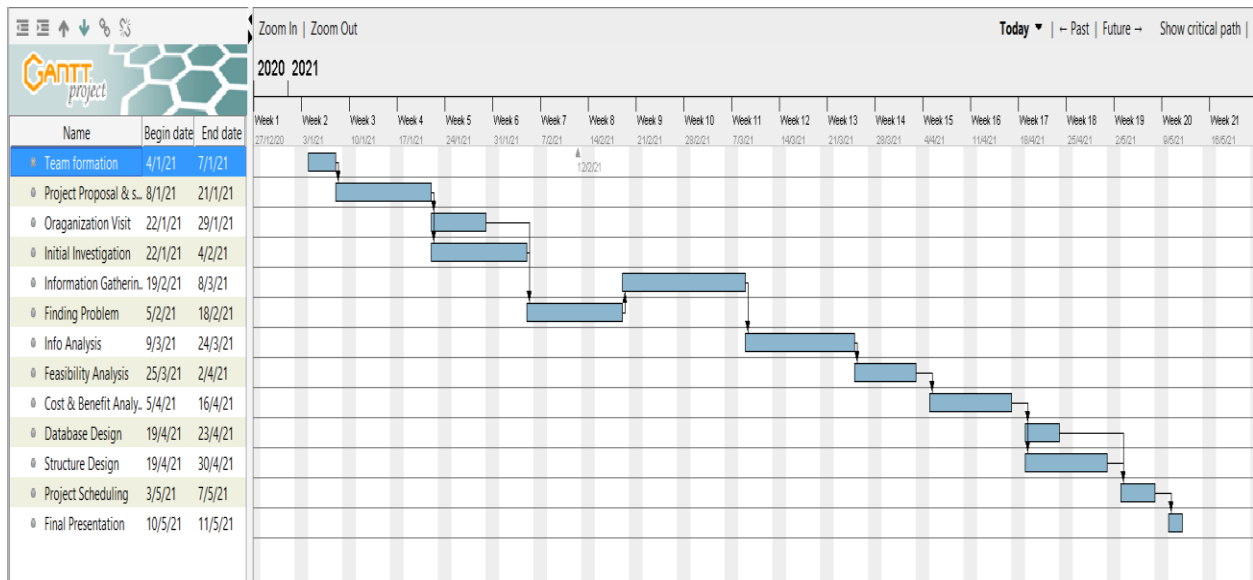 Zoom In | Zoom Out
Today ▼ | ← Past | Future → Show critical path |
GANTT project
2020 2021
Name Begin date End date
Week 1 Week 2 Week 3 Week 4 Week 5 Week 6 Week 7 Week 8 Week 9 Week 10 Week 11 Week 12 Week 13 Week 14 Week 15 Week 16 Week 17 Week 18 Week 19 Week 20 Week 21
27/12/20 3/1/21 10/1/21 17/1/21 24/1/21 31/1/21 7/2/21 14/2/21 21/2/21 28/2/21 7/3/21 14/3/21 21/3/21 28/3/21 4/4/21 11/4/21 18/4/21 25/4/21 2/5/21 9/5/21 16/5/21
Team formation 4/1/21 7/1/21
12/2/21
Project Proposal & s... 8/1/21 21/1/21
Oraganization Visit 22/1/21 29/1/21
Initial Investigation 22/1/21 4/2/21
Information Gatherin... 19/2/21 8/3/21
Finding Problem 5/2/21 18/2/21
Info Analysis 9/3/21 24/3/21
Feasibility Analysis 25/3/21 2/4/21
Cost & Benefit Analy... 5/4/21 16/4/21
Database Design 19/4/21 23/4/21
Structure Design 19/4/21 30/4/21
Project Scheduling 3/5/21 7/5/21
Final Presentation 10/5/21 11/5/21